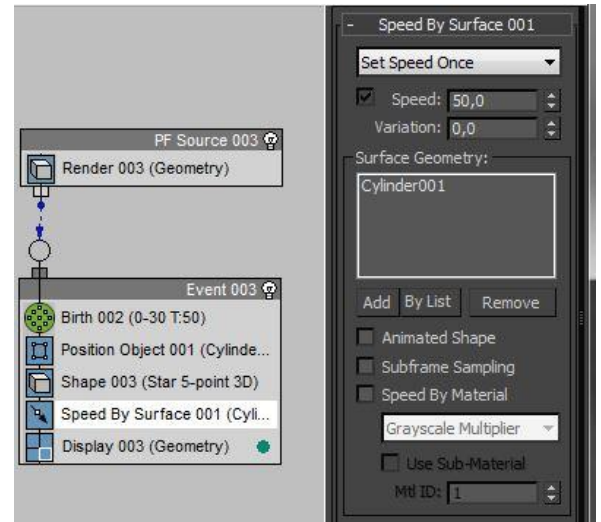 PF Source 003
Render 003 (Geometry)
Event 003
Birth 002 (0-30 T:50)
Position Object 001 (Cylinde...
Shape 003 (Star 5-point 3D)
Speed By Surface 001 (Cyli...
Display 003 (Geometry)
- Speed By Surface 001
Set Speed Once
Speed: 50,0
Variation: 0,0
Surface Geometry:
Cylinder001
Add By List Remove
Animated Shape
Subframe Sampling
Speed By Material
Grayscale Multiplier
Use Sub-Material
Mtl ID: 1